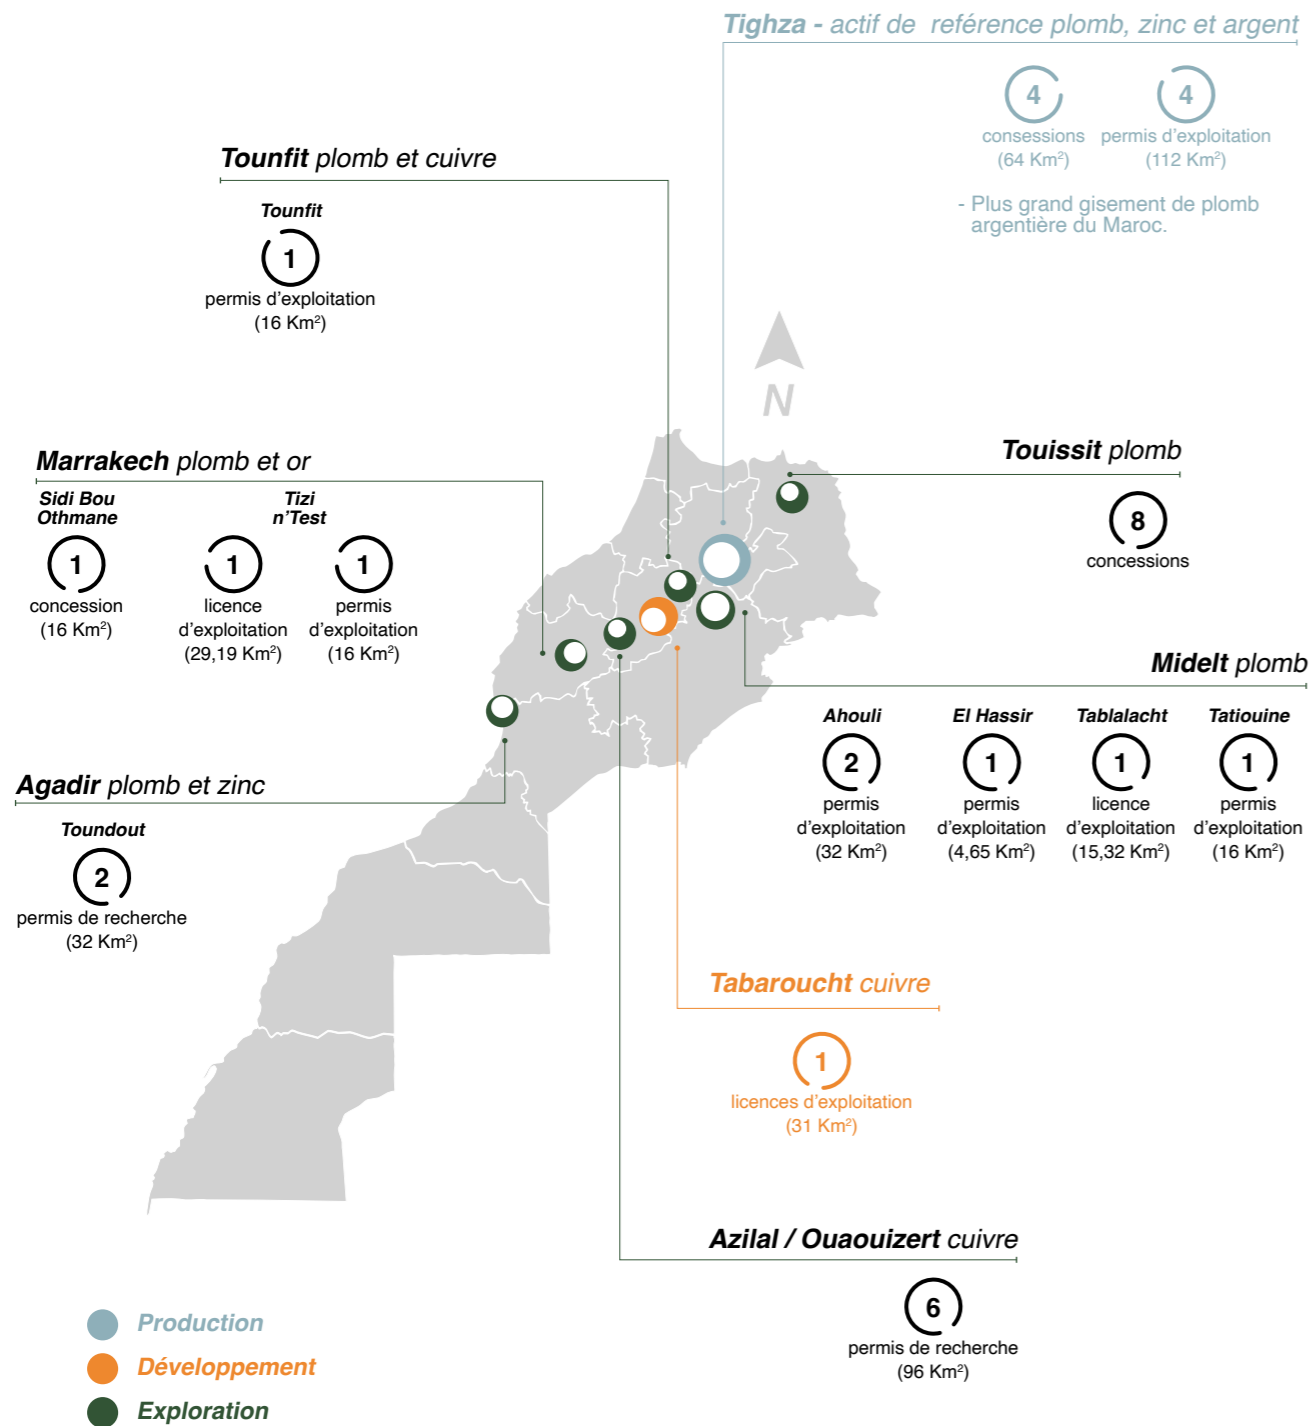 Tighza - actif de reférence plomb, zinc et argent
4
consessions
(64 Km²)
4
permis d'exploitation
(112 Km²)
- Plus grand gisement de plomb
argentière du Maroc.
Tounfit plomb et cuivre
Tounfit
1
permis d'exploitation
(16 Km²)
N
Marrakech plomb et or
Sidi Bou
Othmane
1
concession
(16 Km²)
Tizi
n'Test
1
licence
d'exploitation
(29,19 Km²)
1
permis
d'exploitation
(16 Km²)
Touissit plomb
8
concessions
Midelt plomb
Ahouli
2
permis
d'exploitation
(32 Km²)
El Hassir
1
permis
d'exploitation
(4,65 Km²)
Tablalacht
1
licence
d'exploitation
(15,32 Km²)
Tatiouine
1
permis
d'exploitation
(16 Km²)
Agadir plomb et zinc
Toundout
2
permis de recherche
(32 Km²)
Tabaroucht cuivre
1
licences d'exploitation
(31 Km²)
Azilal / Ouaouizert cuivre
6
permis de recherche
(96 Km²)
Production
Développement
Exploration